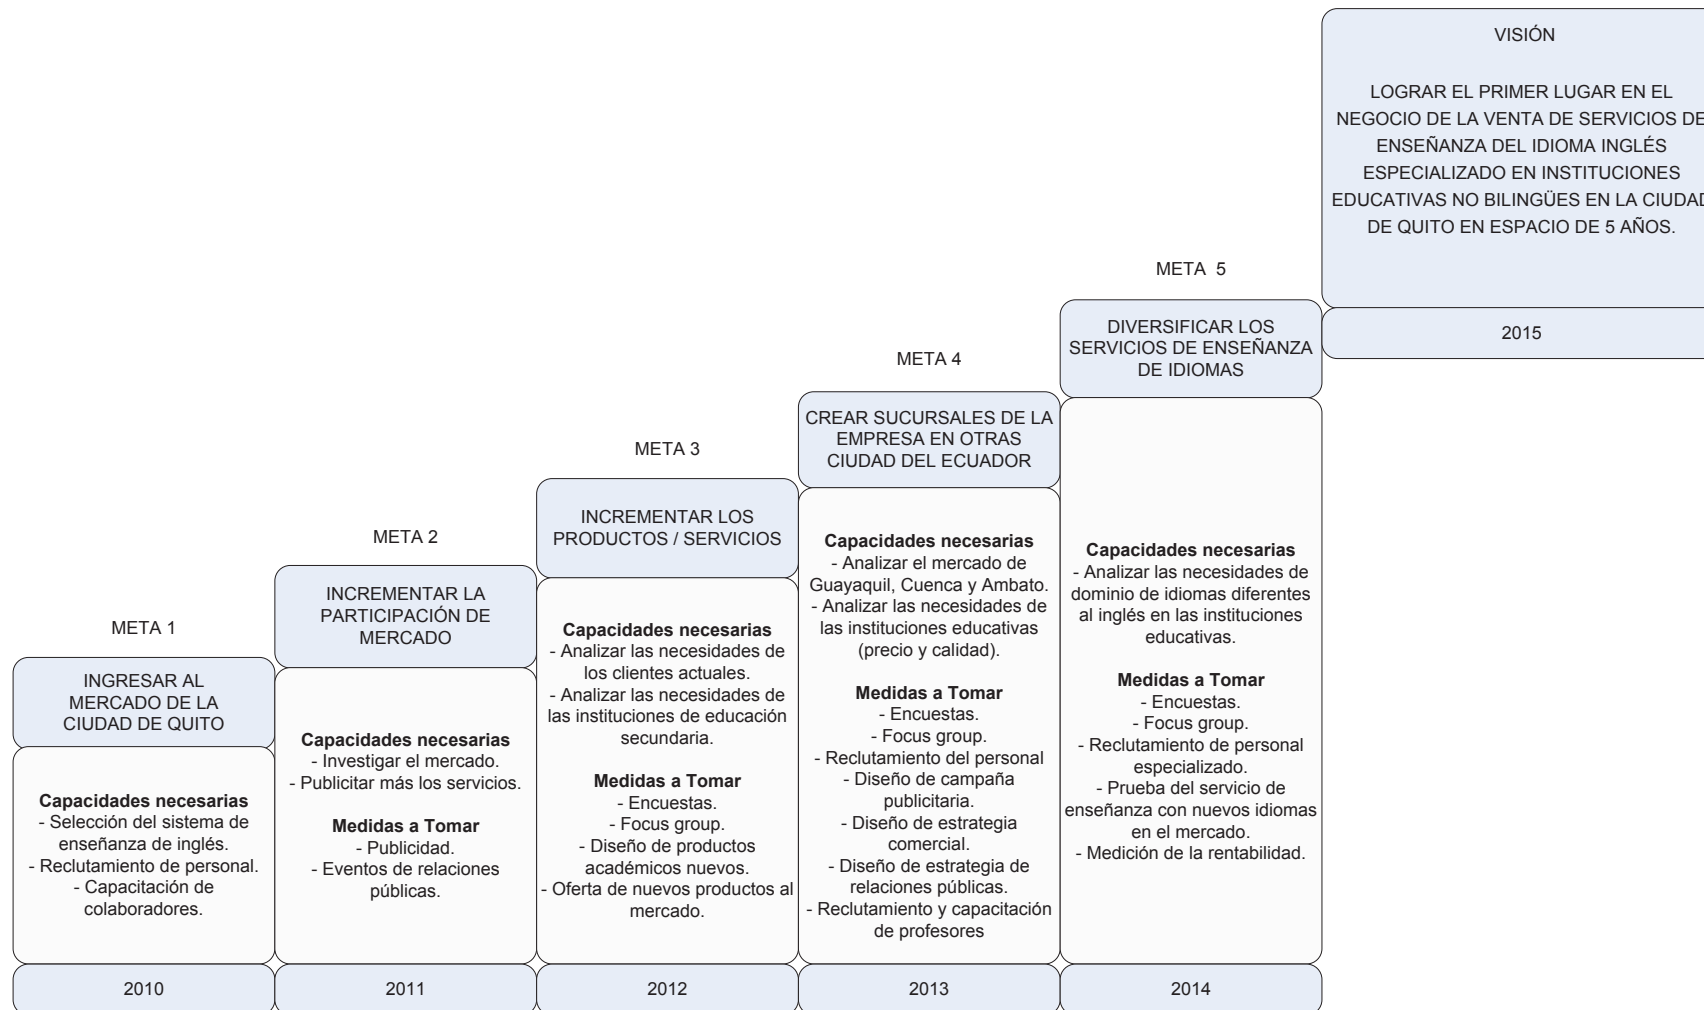 META 1
INGRESAR AL
MERCADO DE LA
CIUDAD DE QUITO
Capacidades necesarias
- Selección del sistema de
enseñanza de inglés.
- Reclutamiento de personal.
- Capacitación de
colaboradores.
2010
META 2
INCREMENTAR LA
PARTICIPACIÓN DE
MERCADO
Capacidades necesarias
- Investigar el mercado.
- Publicitar más los servicios.
Medidas a Tomar
- Publicidad.
- Eventos de relaciones
públicas.
2011
META 3
INCREMENTAR LOS
PRODUCTOS / SERVICIOS
Capacidades necesarias
- Analizar las necesidades de
los clientes actuales.
- Analizar las necesidades de
las instituciones de educación
secundaria.
Medidas a Tomar
- Encuestas.
- Focus group.
- Diseño de productos
académicos nuevos.
- Oferta de nuevos productos al
mercado.
2012
META 4
CREAR SUCURSALES DE LA
EMPRESA EN OTRAS
CIUDAD DEL ECUADOR
Capacidades necesarias
- Analizar el mercado de
Guayaquil, Cuenca y Ambato.
- Analizar las necesidades de
las instituciones educativas
(precio y calidad).
Medidas a Tomar
- Encuestas.
- Focus group.
- Reclutamiento del personal
- Diseño de campaña
publicitaria.
- Diseño de estrategia
comercial.
- Diseño de estrategia de
relaciones públicas.
- Reclutamiento y capacitación
de profesores
2013
META 5
DIVERSIFICAR LOS
SERVICIOS DE ENSEÑANZA
DE IDIOMAS
Capacidades necesarias
- Analizar las necesidades de
dominio de idiomas diferentes
al inglés en las instituciones
educativas.
Medidas a Tomar
- Encuestas.
- Focus group.
- Reclutamiento de personal
especializado.
- Prueba del servicio de
enseñanza con nuevos idiomas
en el mercado.
- Medición de la rentabilidad.
2014
VISIÓN
LOGRAR EL PRIMER LUGAR EN EL
NEGOCIO DE LA VENTA DE SERVICIOS DE
ENSEÑANZA DEL IDIOMA INGLÉS
ESPECIALIZADO EN INSTITUCIONES
EDUCATIVAS NO BILINGÜES EN LA CIUDAD
DE QUITO EN ESPACIO DE 5 AÑOS.
2015